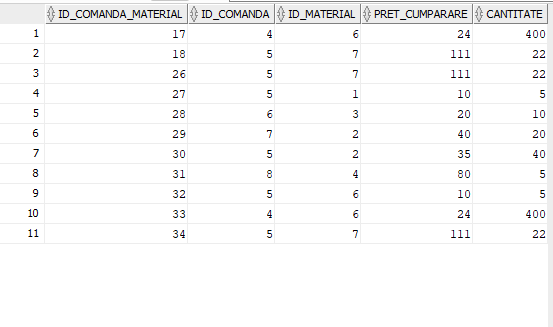 ID_COMANDA_MATERIAL ID_COMANDA ID_MATERIAL PRET_CUMPARARE CANTITATE
1 17 4 6 24 400
2 18 5 7 111 22
3 26 5 7 111 22
4 27 5 1 10 5
5 28 6 3 20 10
6 29 7 2 40 20
7 30 5 2 35 40
8 31 8 4 80 5
9 32 5 6 10 5
10 33 4 6 24 400
11 34 5 7 111 22